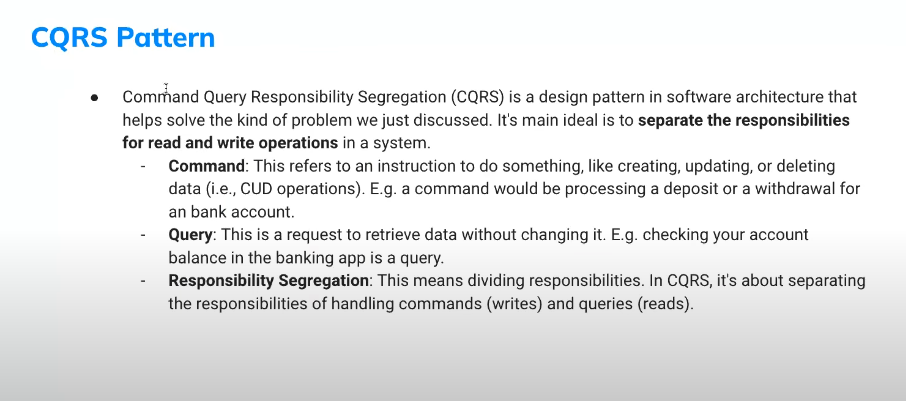 CQRS Pattern
● Command Query Responsibility Segregation (CQRS) is a design pattern in software architecture that
helps solve the kind of problem we just discussed. It's main ideal is to separate the responsibilities
for read and write operations in a system.
- Command: This refers to an instruction to do something, like creating, updating, or deleting
data (i.e., CUD operations). E.g. a command would be processing a deposit or a withdrawal for
an bank account.
- Query: This is a request to retrieve data without changing it. E.g. checking your account
balance in the banking app is a query.
- Responsibility Segregation: This means dividing responsibilities. In CQRS, it's about separating
the responsibilities of handling commands (writes) and queries (reads).